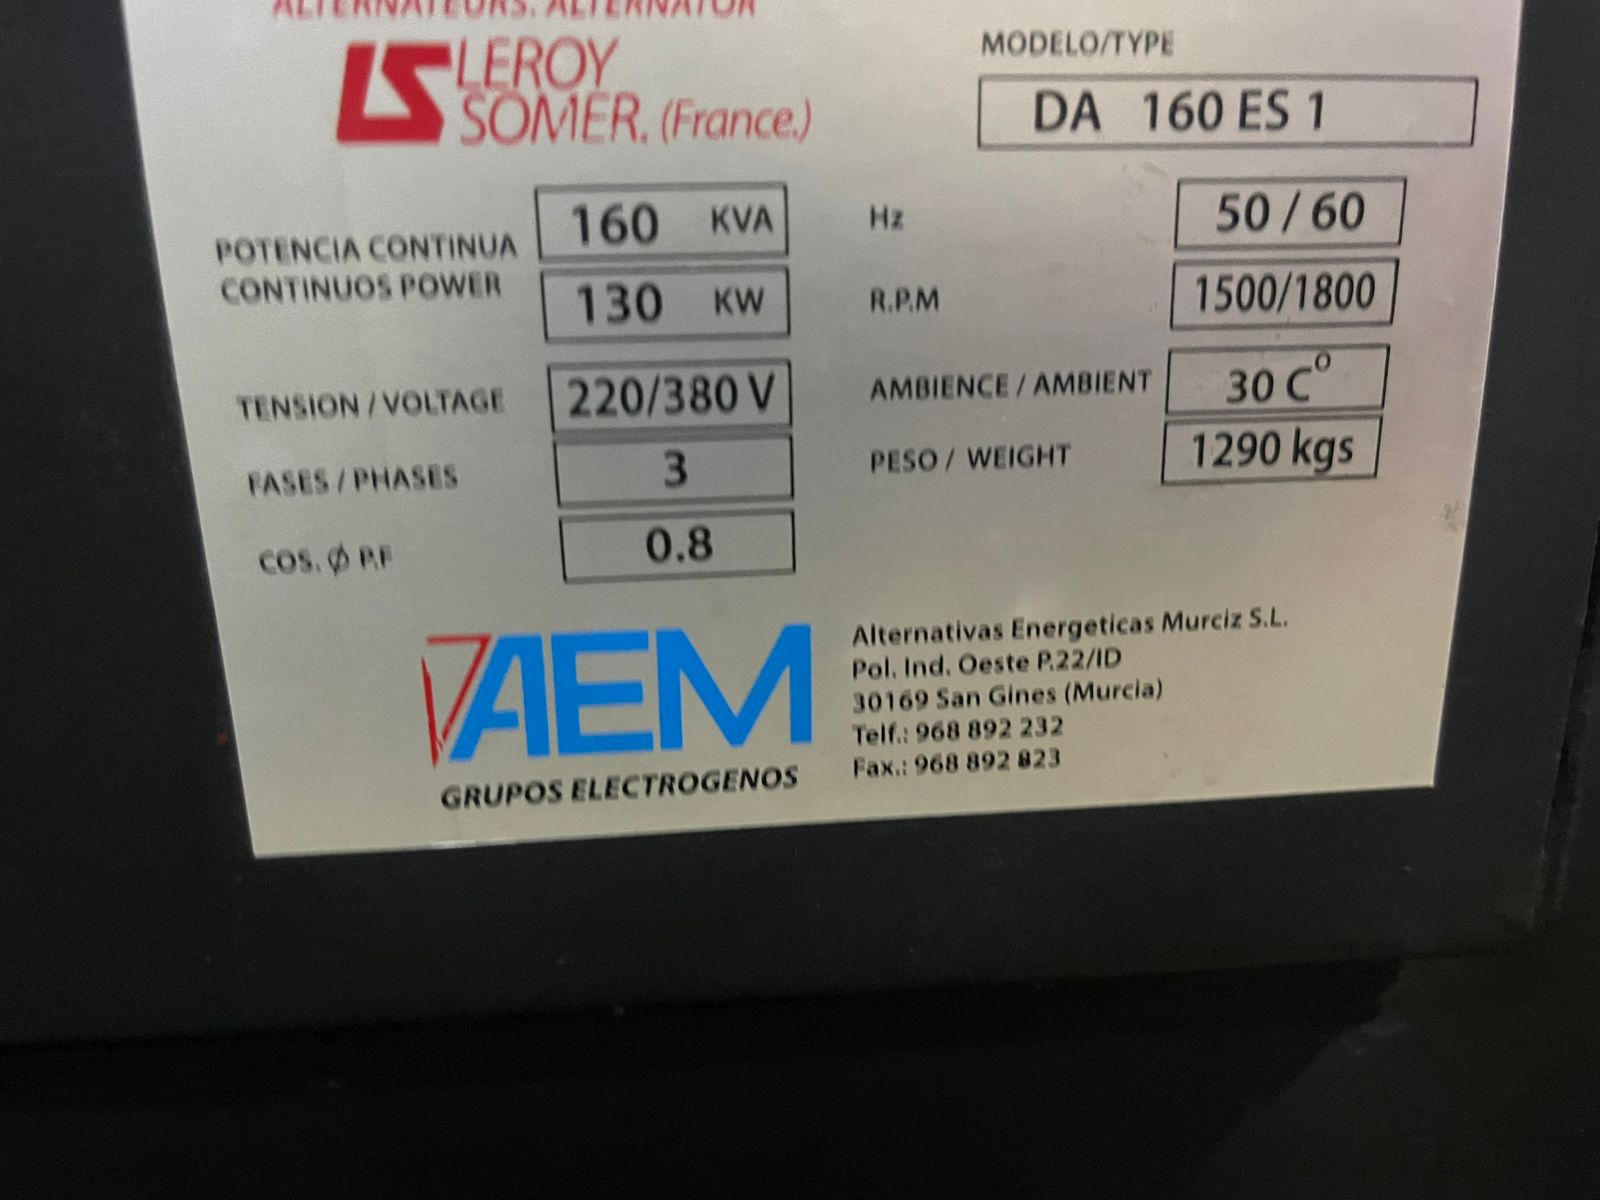 ALTERNATEURS. ALTERNATOR
LEROY
SOMER. (France.)
MODELO/TYPE
DA 160 ES 1
POTENCIA CONTINUA
CONTINUOS POWER
160 KVA
130 KW
TENSION / VOLTAGE
220/380 V
FASES / PHASES
3
COS. Ø P.F
0.8
Hz
50 / 60
R.P.M
1500/1800
AMBIENCE / AMBIENT
30 C°
PESO / WEIGHT
1290 kgs
AEM
GRUPOS ELECTROGENOS
Alternativas Energeticas Murciz S.L.
Pol. Ind. Oeste P.22/ID
30169 San Gines (Murcia)
Telf.: 968 892 232
Fax.: 968 892 823